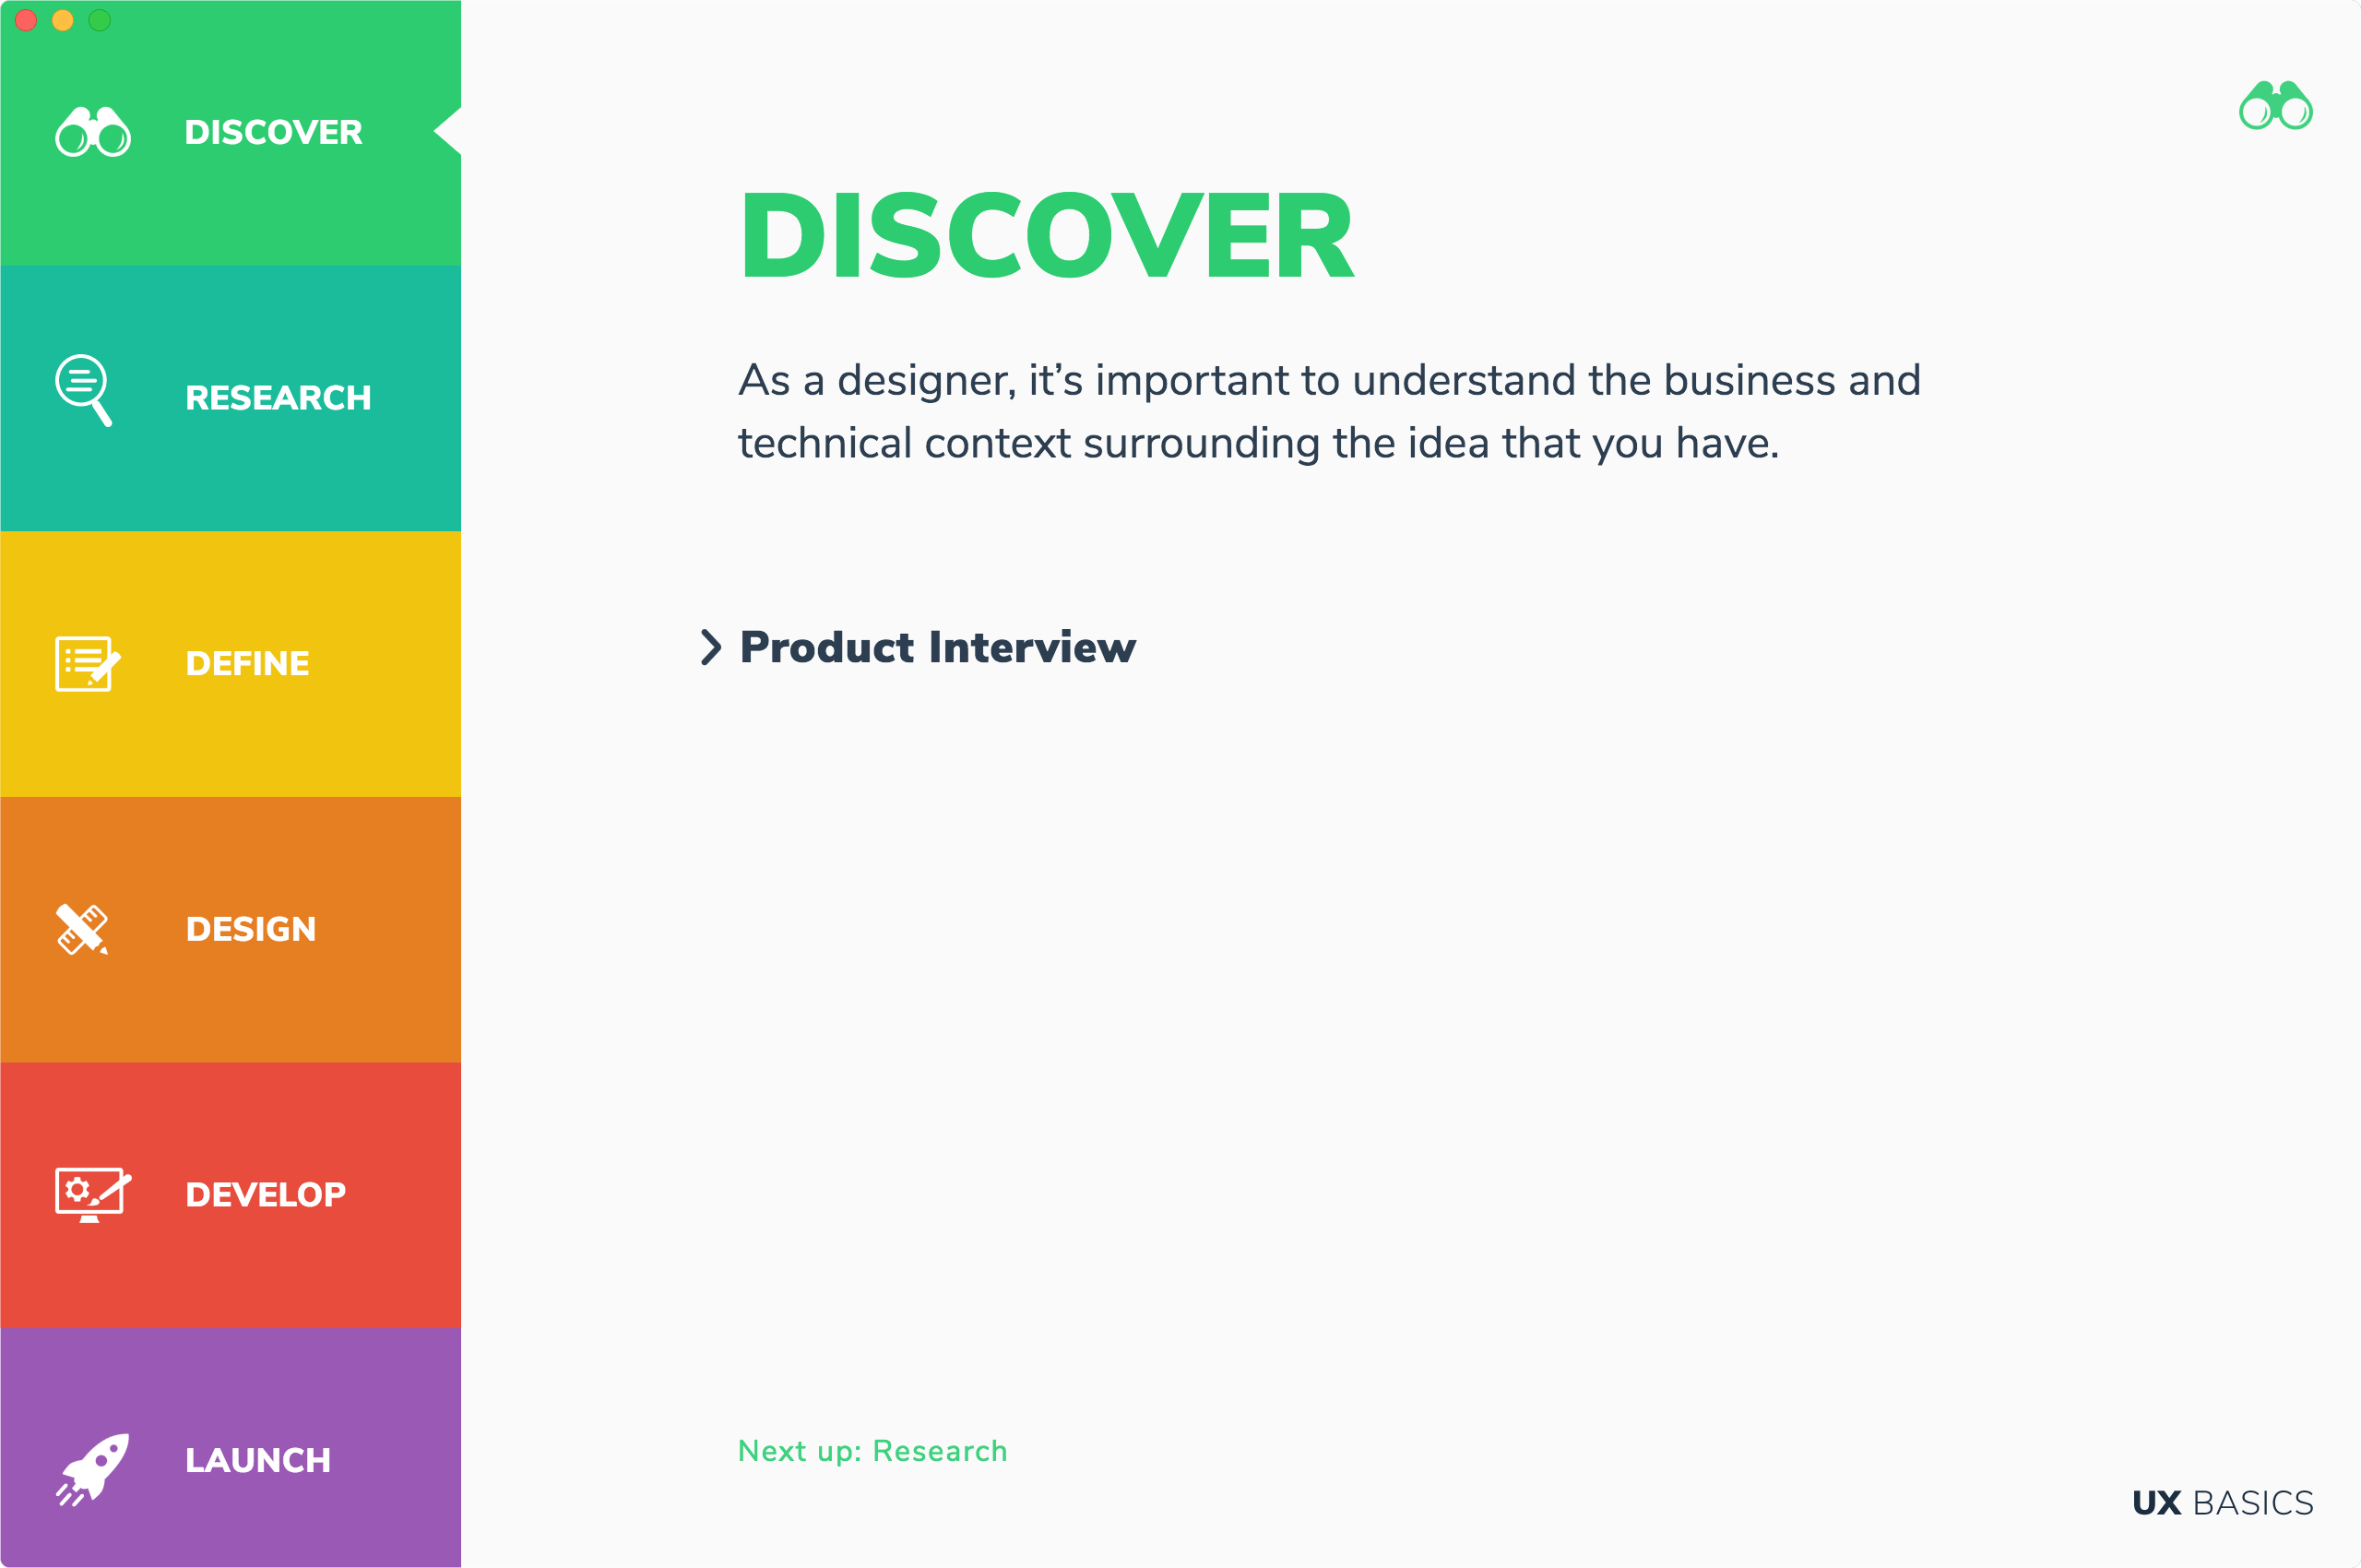 DISCOVER
RESEARCH
DEFINE
DESIGN
DEVELOP
LAUNCH
DISCOVER
As a designer, it’s important to understand the business and
technical context surrounding the idea that you have.
Product Interview
Next up: Research
UX BASICS